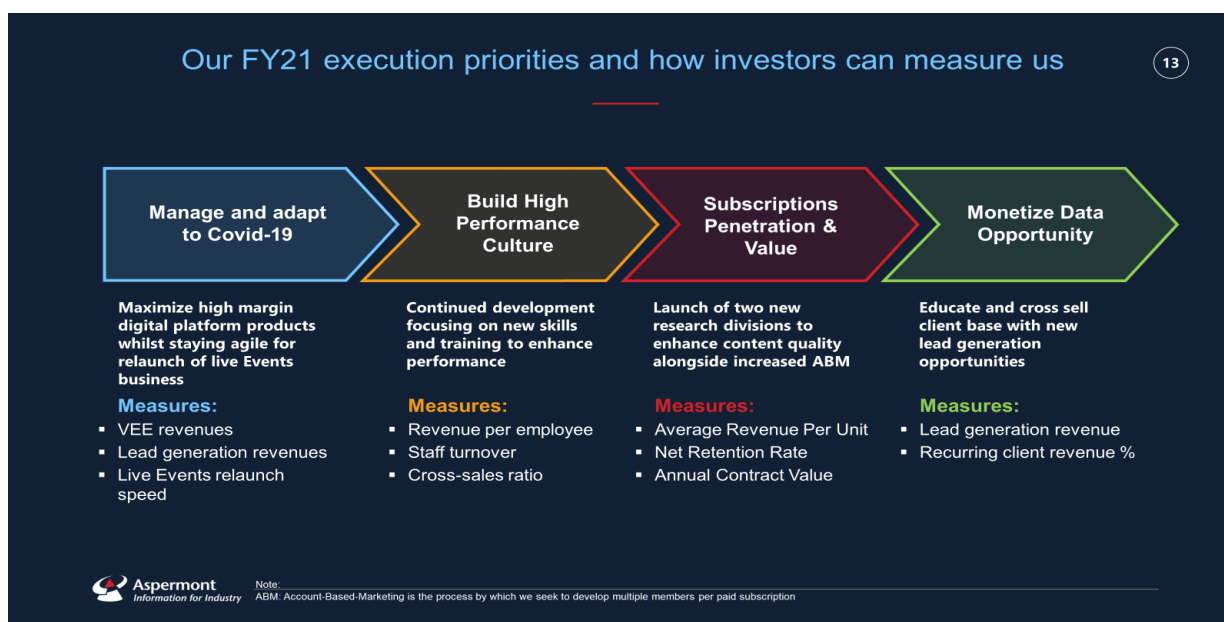 Our FY21 execution priorities and how investors can measure us
13
Manage and adapt
to Covid-19
Build High
Performance
Culture
Subscriptions
Penetration &
Value
Monetize Data
Opportunity
Maximize high margin
digital platform products
whilst staying agile for
relaunch of live Events
business
Measures:
▪ VEE revenues
▪ Lead generation revenues
▪ Live Events relaunch
speed
Continued development
focusing on new skills
and training to enhance
performance
Measures:
▪ Revenue per employee
▪ Staff turnover
▪ Cross-sales ratio
Launch of two new
research divisions to
enhance content quality
alongside increased ABM
Measures:
▪ Average Revenue Per Unit
▪ Net Retention Rate
▪ Annual Contract Value
Educate and cross sell
client base with new
lead generation
opportunities
Measures:
▪ Lead generation revenue
▪ Recurring client revenue %
Aspermont
Information for Industry
Note:
ABM: Account-Based-Marketing is the process by which we seek to develop multiple members per paid subscription